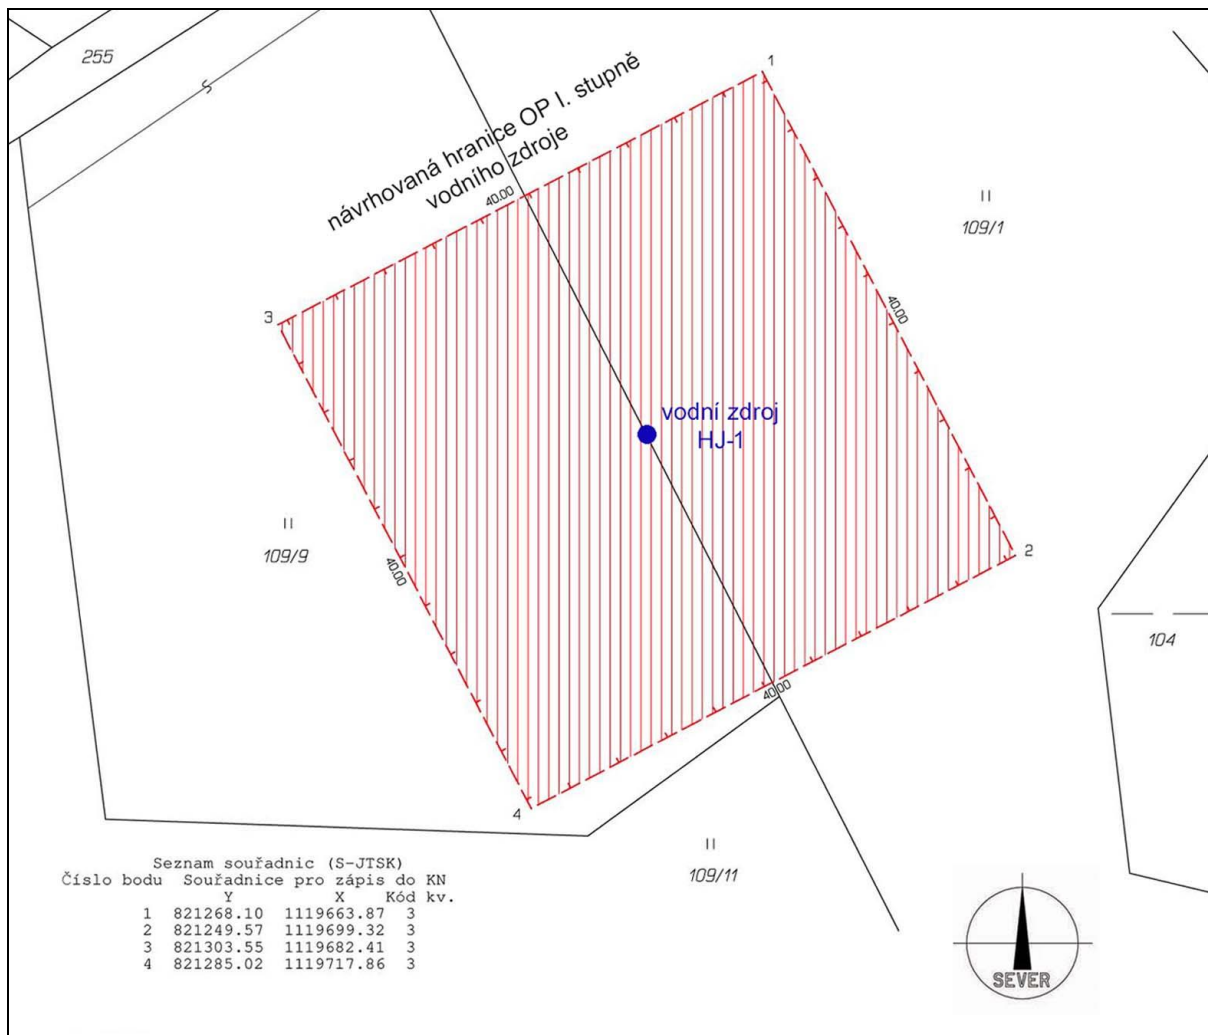 255
S
návrhovaná hranice OP I. stupně
vodního zdroje
1
40.00
II
109/1
3
40.00
vodní zdroj
HJ-1
II
109/9
2
40.00
104
40.00
4
II
109/11
Seznam souřadnic (S-JTSK)
Číslo bodu Souřadnice pro zápis do KN
Y X Kód kv.
1 821268.10 1119663.87 3
2 821249.57 1119699.32 3
3 821303.55 1119682.41 3
4 821285.02 1119717.86 3
SEVER